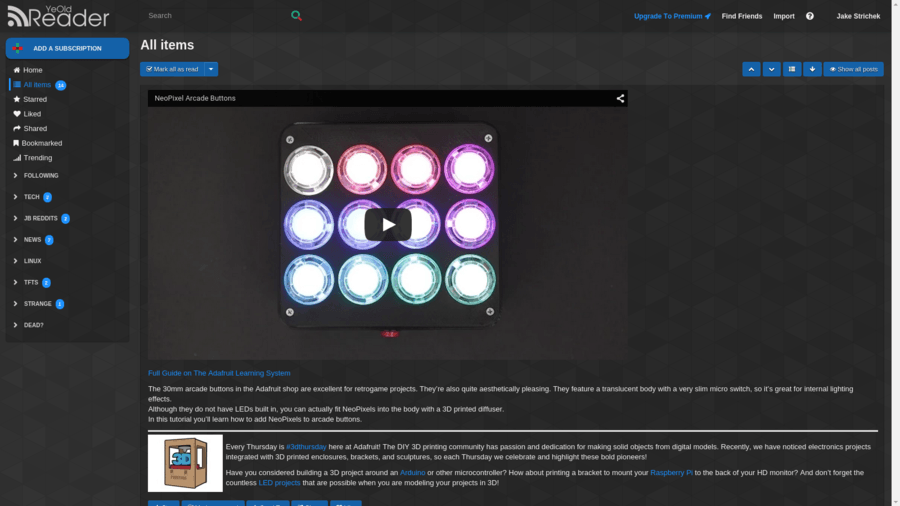 YeOld
Reader
Search
Upgrade To Premium
Find Friends
Import
Jake Strichek
ADD A SUBSCRIPTION
Home
All items
Starred
Liked
Shared
Bookmarked
Trending
FOLLOWING
TECH 2
JB REDDITS
NEWS
LINUX
TFTS
STRANGE 1
DEAD?
All items
Mark all as read
Show all posts
NeoPixel Arcade Buttons
Full Guide on The Adafruit Learning System
The 30mm arcade buttons in the Adafruit shop are excellent for retrogame projects. They're also quite aesthetically pleasing. They feature a translucent body with a very slim micro switch, so it's great for internal lighting
effects.
Although they do not have LEDs built in, you can actually fit NeoPixels into the body with a 3D printed diffuser.
In this tutorial you'll learn how to add NeoPixels to arcade buttons.
3D
Every Thursday is #3dthursday here at Adafruit! The DIY 3D printing community has passion and dedication for making solid objects from digital models. Recently, we have noticed electronics projects
integrated with 3D printed enclosures, brackets, and sculptures, so each Thursday we celebrate and highlight these bold pioneers!
Have you considered building a 3D project around an Arduino or other microcontroller? How about printing a bracket to mount your Raspberry Pi to the back of your HD monitor? And don't forget the
countless LED projects that are possible when you are modeling your projects in 3D!